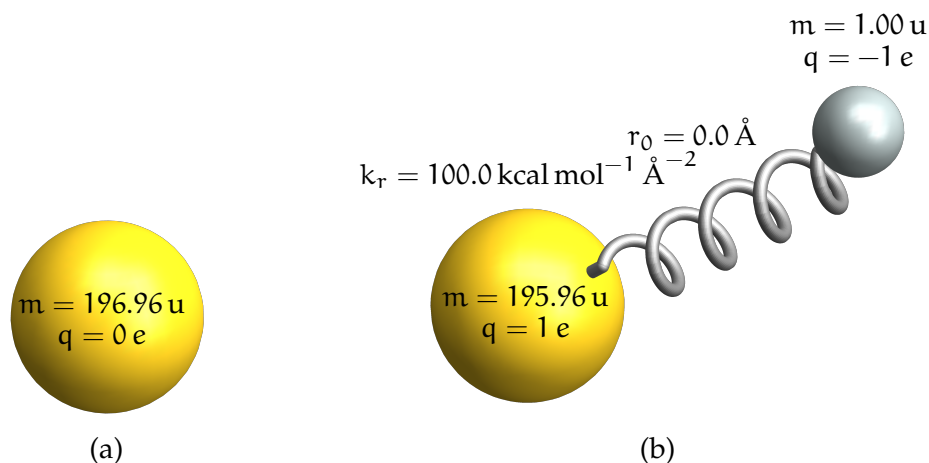 m = 1.00 u
q = −1 e
r₀ = 0.0 Å
kᵣ = 100.0 kcal mol⁻¹ Å⁻²
m = 196.96 u
q = 0 e
m = 195.96 u
q = 1 e
(a)
(b)